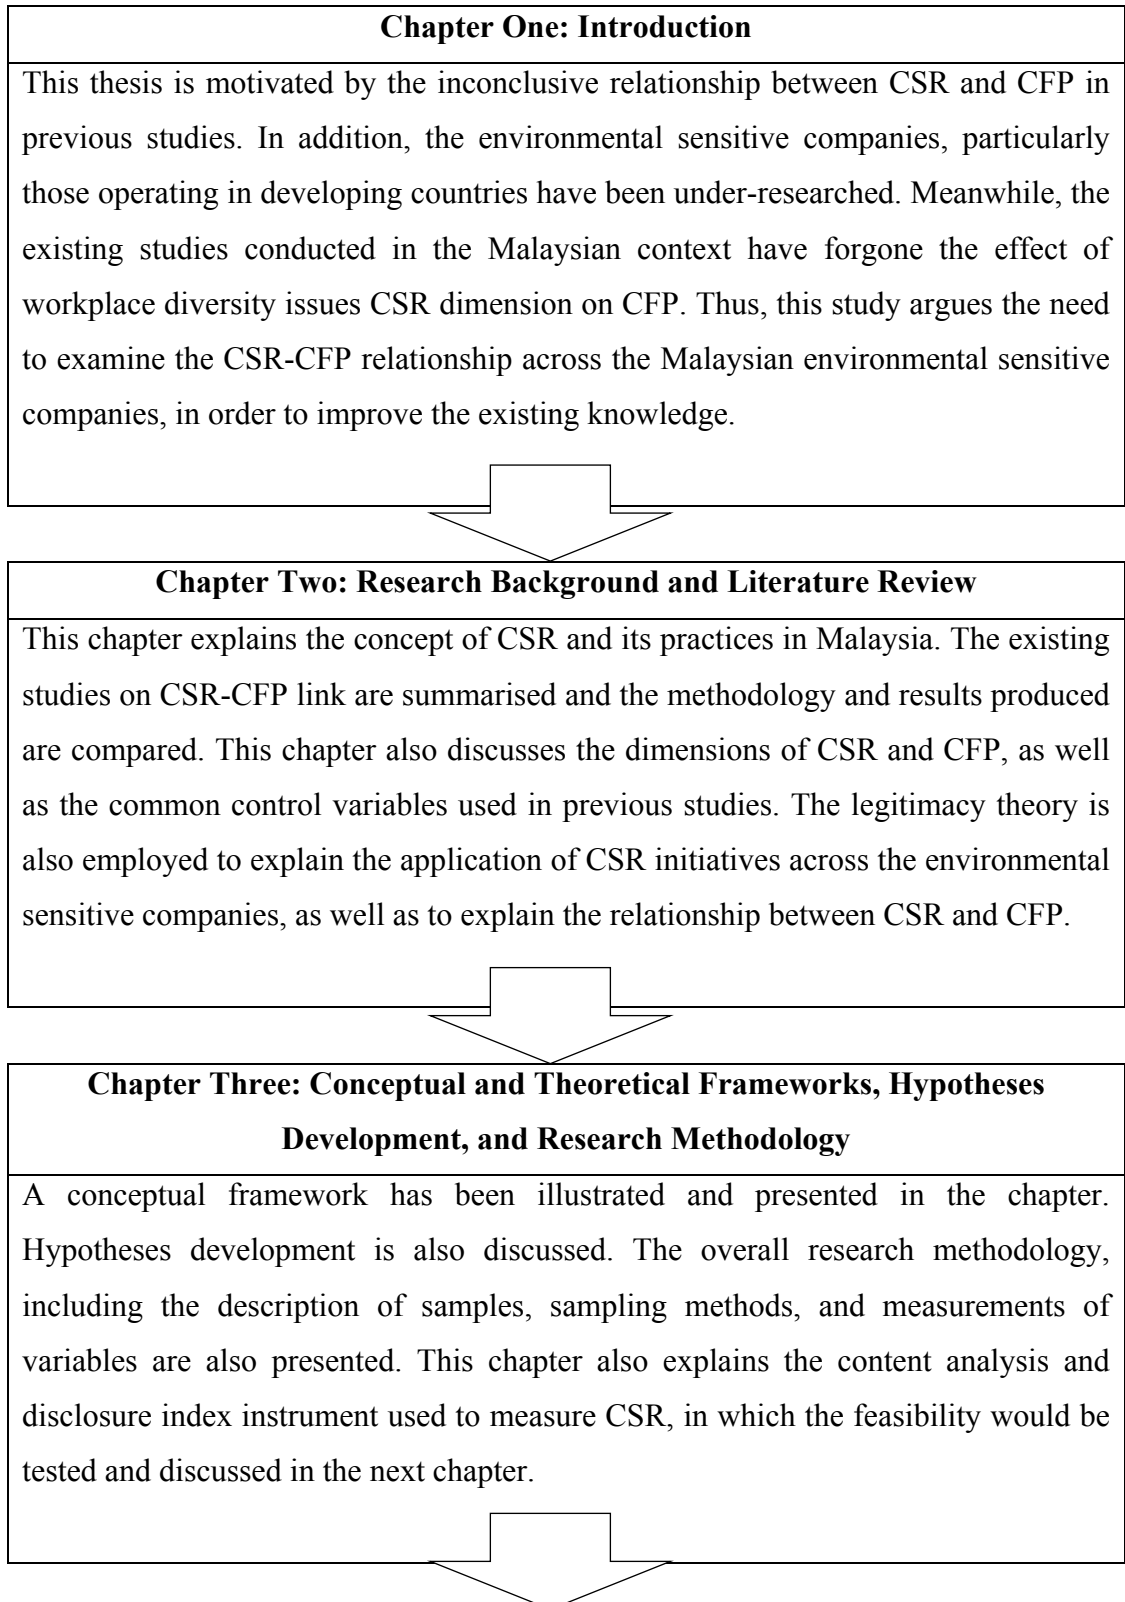 Chapter One: Introduction
This thesis is motivated by the inconclusive relationship between CSR and CFP in
previous studies. In addition, the environmental sensitive companies, particularly
those operating in developing countries have been under-researched. Meanwhile, the
existing studies conducted in the Malaysian context have forgone the effect of
workplace diversity issues CSR dimension on CFP. Thus, this study argues the need
to examine the CSR-CFP relationship across the Malaysian environmental sensitive
companies, in order to improve the existing knowledge.
Chapter Two: Research Background and Literature Review
This chapter explains the concept of CSR and its practices in Malaysia. The existing
studies on CSR-CFP link are summarised and the methodology and results produced
are compared. This chapter also discusses the dimensions of CSR and CFP, as well
as the common control variables used in previous studies. The legitimacy theory is
also employed to explain the application of CSR initiatives across the environmental
sensitive companies, as well as to explain the relationship between CSR and CFP.
Chapter Three: Conceptual and Theoretical Frameworks, Hypotheses
Development, and Research Methodology
A conceptual framework has been illustrated and presented in the chapter.
Hypotheses development is also discussed. The overall research methodology,
including the description of samples, sampling methods, and measurements of
variables are also presented. This chapter also explains the content analysis and
disclosure index instrument used to measure CSR, in which the feasibility would be
tested and discussed in the next chapter.